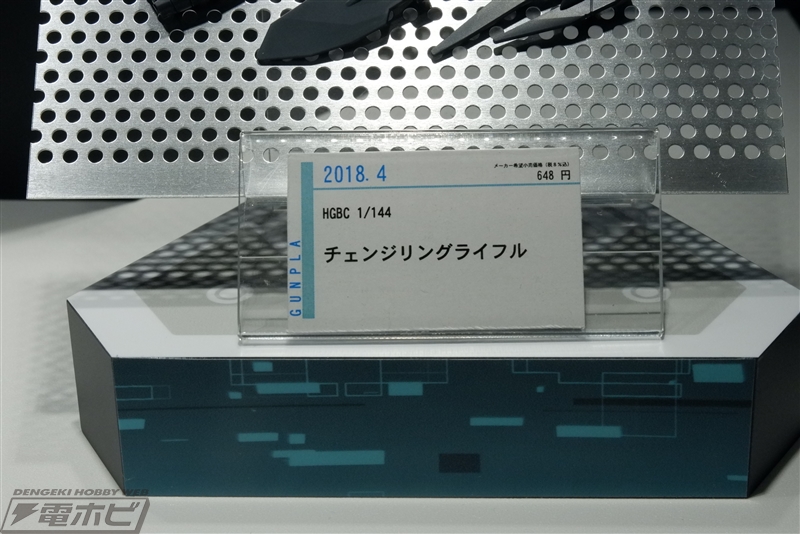 2018. 4
メーカー希望小売価格（税8%込）
648 円
HGBC 1/144
チェンジリングライフル
GUNPLA
DENGEKI HOBBY WEB
電ホビ